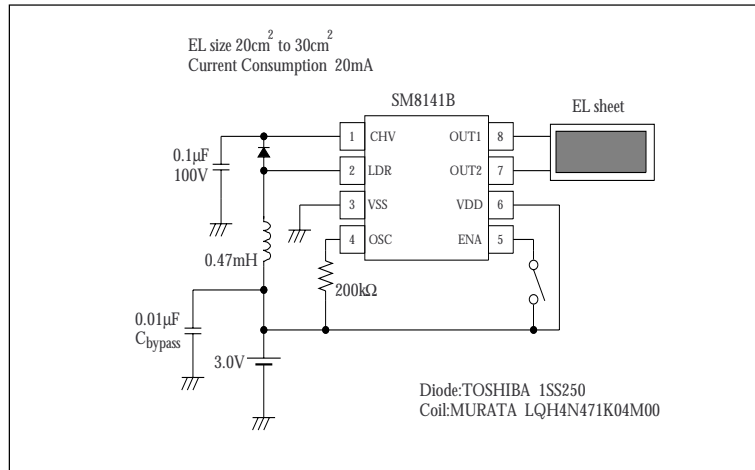 EL size 20cm² to 30cm²
Current Consumption 20mA
SM8141B
EL sheet
1 CHV OUT1 8
0.1μF
100V
2 LDR OUT2 7
3 VSS VDD 6
4 OSC ENA 5
0.47mH
200kΩ
0.01μF
Cbypass
3.0V
Diode:TOSHIBA 1SS250
Coil:MURATA LQH4N471K04M00